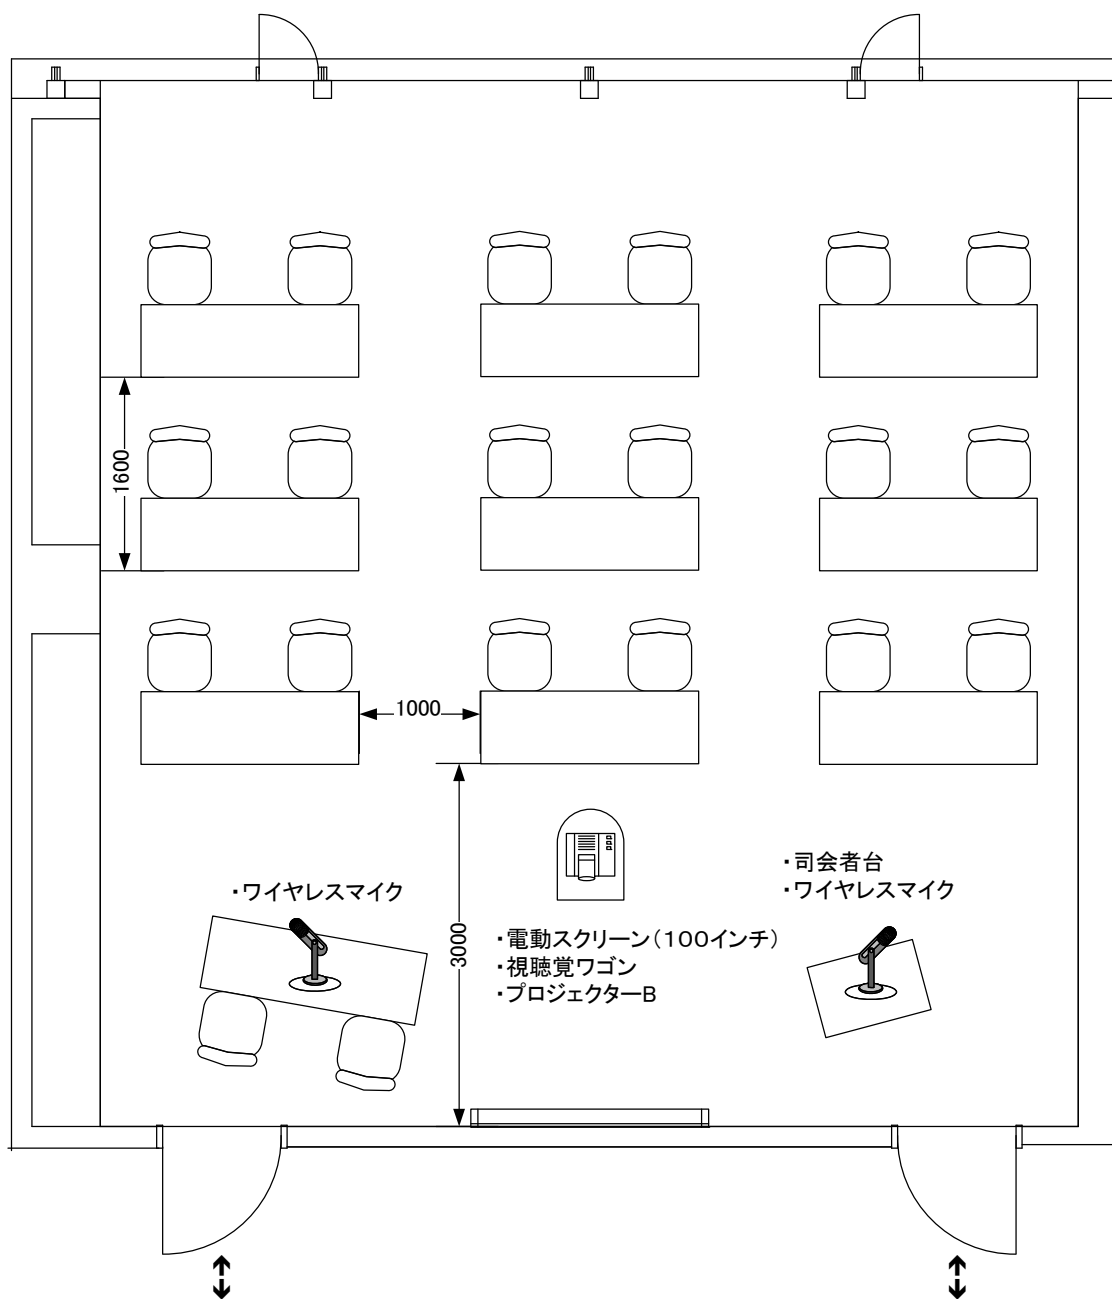 1600
1000
・司会者台
・ワイヤレスマイク
・ワイヤレスマイク
3000
・電動スクリーン(100インチ)
・視聴覚ワゴン
・プロジェクターB